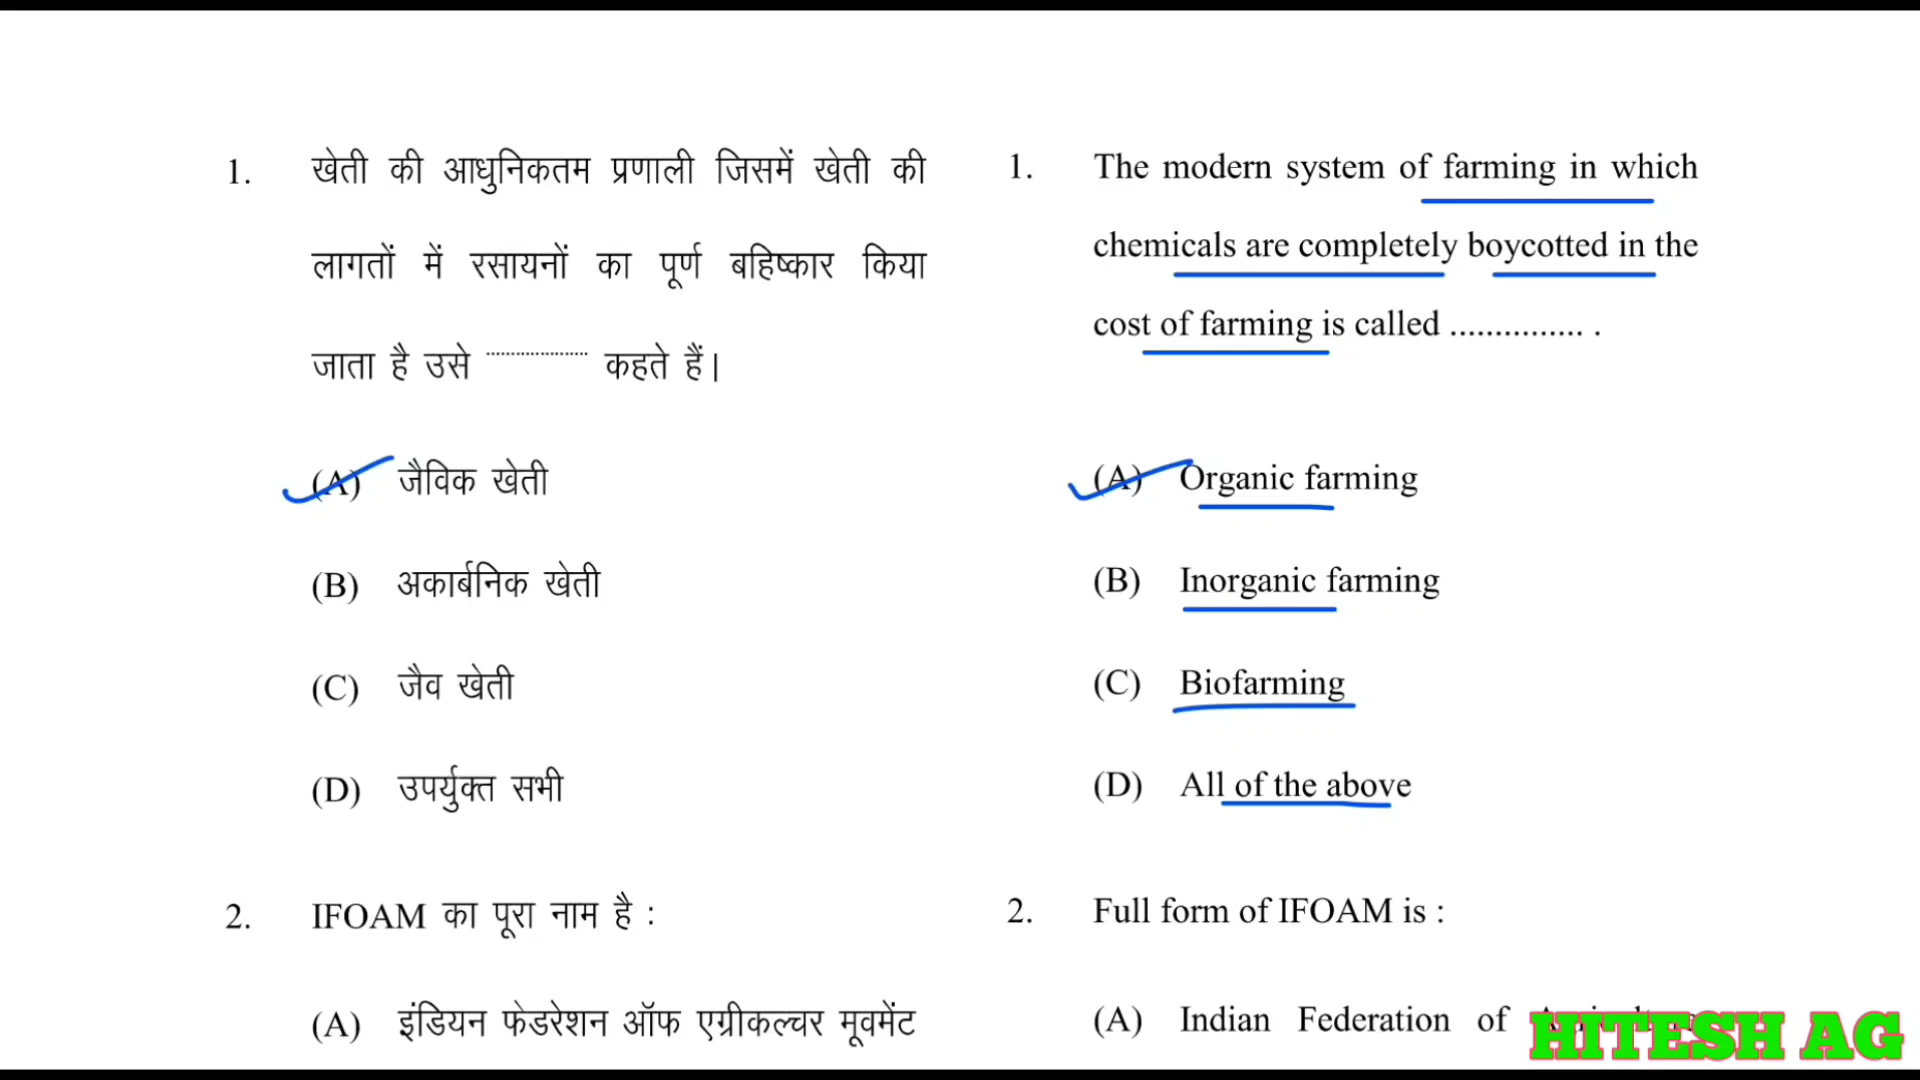 1. खेती की आधुनिकतम प्रणाली जिसमें खेती की
लागतों में रसायनों का पूर्ण बहिष्कार किया
जाता है उसे .................... कहते हैं।
(A) जैविक खेती
(B) अकार्बनिक खेती
(C) जैव खेती
(D) उपर्युक्त सभी
2. IFOAM का पूरा नाम है :
(A) इंडियन फेडरेशन ऑफ एग्रीकल्चर मूवमेंट
1. The modern system of farming in which
chemicals are completely boycotted in the
cost of farming is called ............... .
(A) Organic farming
(B) Inorganic farming
(C) Biofarming
(D) All of the above
2. Full form of IFOAM is :
(A) Indian Federation of
HITESH AG